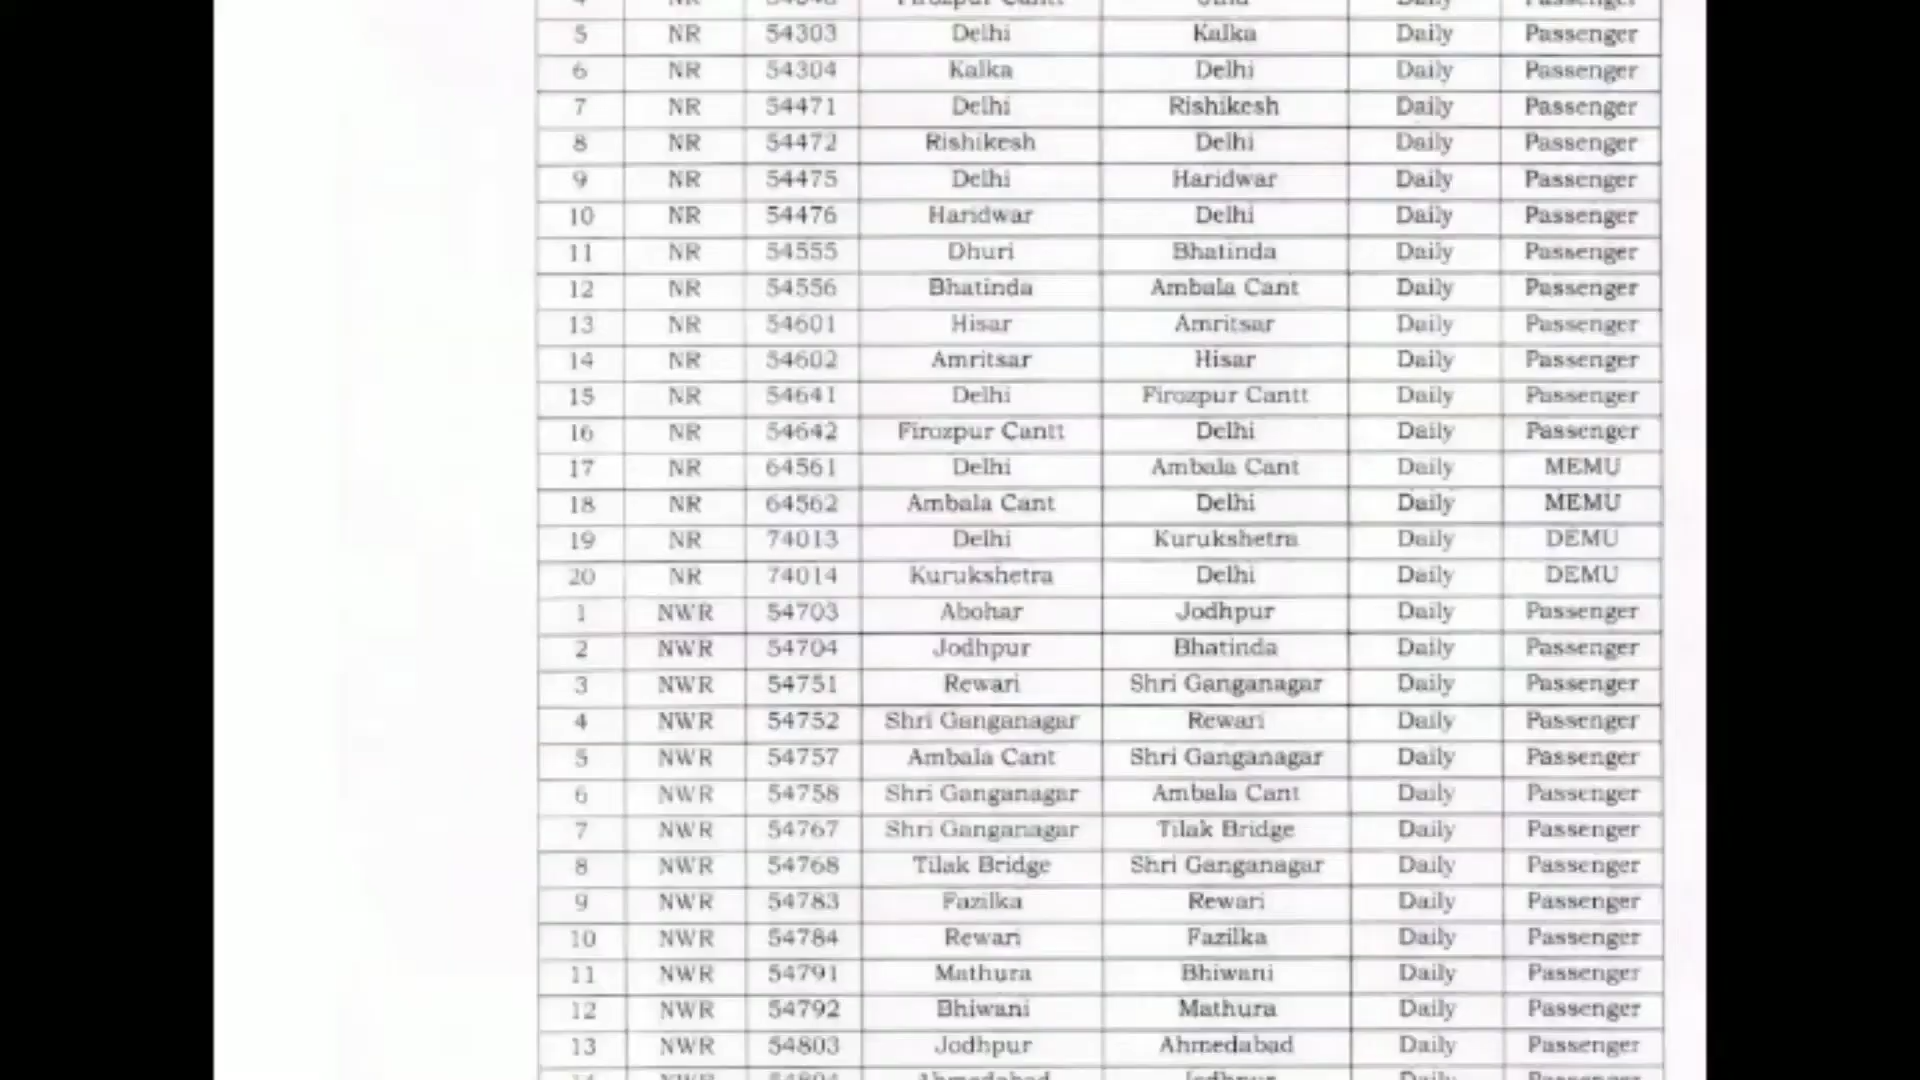 5 NR 54303 Delhi Kalka Daily Passenger
6 NR 54304 Kalka Delhi Daily Passenger
7 NR 54471 Delhi Rishikesh Daily Passenger
8 NR 54472 Rishikesh Delhi Daily Passenger
9 NR 54475 Delhi Haridwar Daily Passenger
10 NR 54476 Haridwar Delhi Daily Passenger
11 NR 54555 Dhuri Bhatinda Daily Passenger
12 NR 54556 Bhatinda Ambala Cant Daily Passenger
13 NR 54601 Hisar Amritsar Daily Passenger
14 NR 54602 Amritsar Hisar Daily Passenger
15 NR 54641 Delhi Firozpur Cantt Daily Passenger
16 NR 54642 Firozpur Cantt Delhi Daily Passenger
17 NR 64561 Delhi Ambala Cant Daily MEMU
18 NR 64562 Ambala Cant Delhi Daily MEMU
19 NR 74013 Delhi Kurukshetra Daily DEMU
20 NR 74014 Kurukshetra Delhi Daily DEMU
1 NWR 54703 Abohar Jodhpur Daily Passenger
2 NWR 54704 Jodhpur Bhatinda Daily Passenger
3 NWR 54751 Rewari Shri Ganganagar Daily Passenger
4 NWR 54752 Shri Ganganagar Rewari Daily Passenger
5 NWR 54757 Ambala Cant Shri Ganganagar Daily Passenger
6 NWR 54758 Shri Ganganagar Ambala Cant Daily Passenger
7 NWR 54767 Shri Ganganagar Tilak Bridge Daily Passenger
8 NWR 54768 Tilak Bridge Shri Ganganagar Daily Passenger
9 NWR 54783 Fazilka Rewari Daily Passenger
10 NWR 54784 Rewari Fazilka Daily Passenger
11 NWR 54791 Mathura Bhiwani Daily Passenger
12 NWR 54792 Bhiwani Mathura Daily Passenger
13 NWR 54803 Jodhpur Ahmedabad Daily Passenger